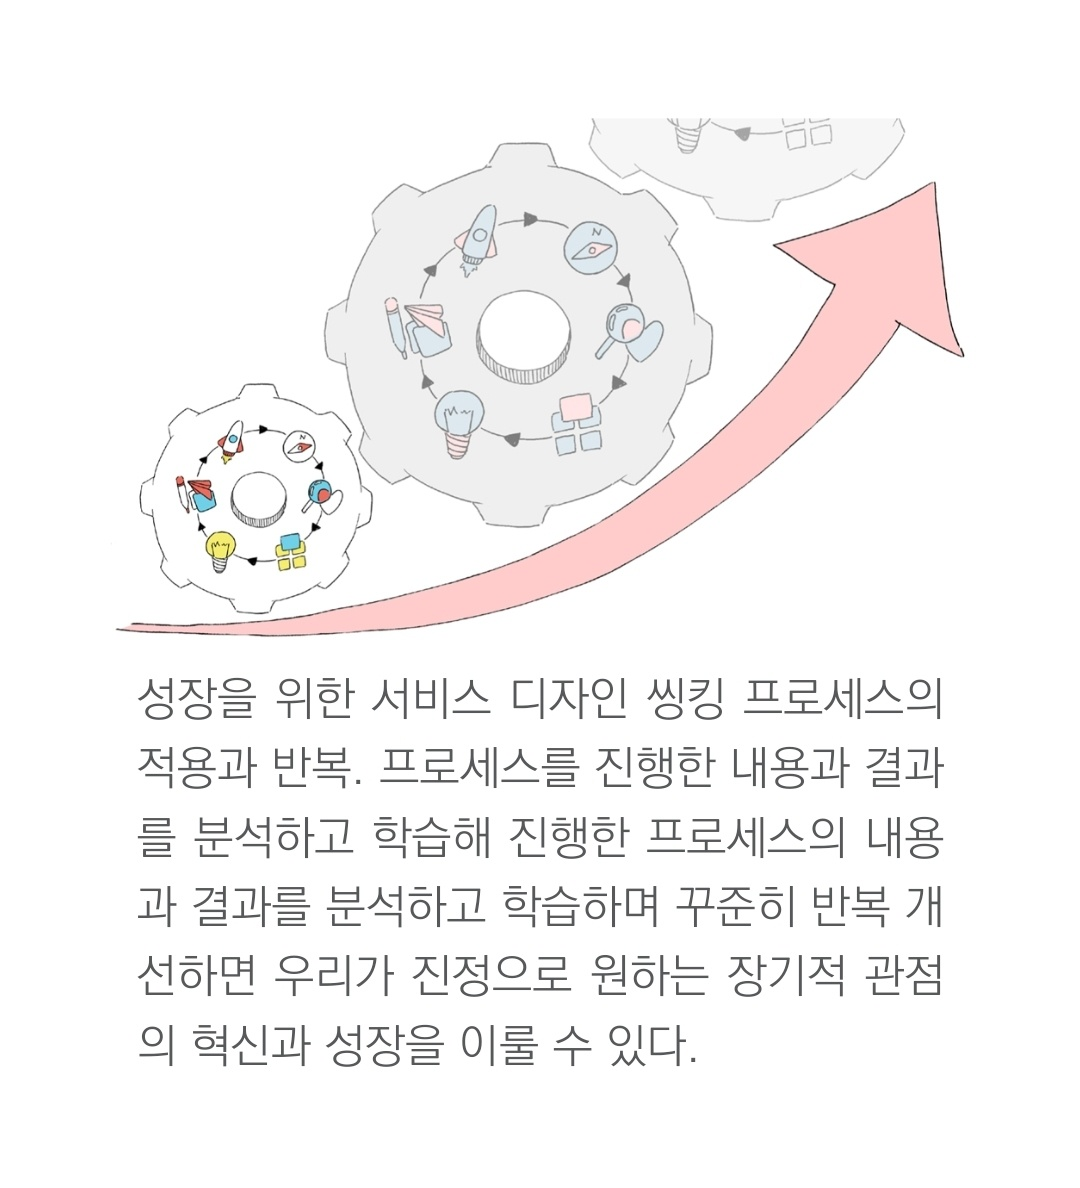 N
N
성장을 위한 서비스 디자인 씽킹 프로세스의
적용과 반복. 프로세스를 진행한 내용과 결과
를 분석하고 학습해 진행한 프로세스의 내용
과 결과를 분석하고 학습하며 꾸준히 반복 개
선하면 우리가 진정으로 원하는 장기적 관점
의 혁신과 성장을 이룰 수 있다.